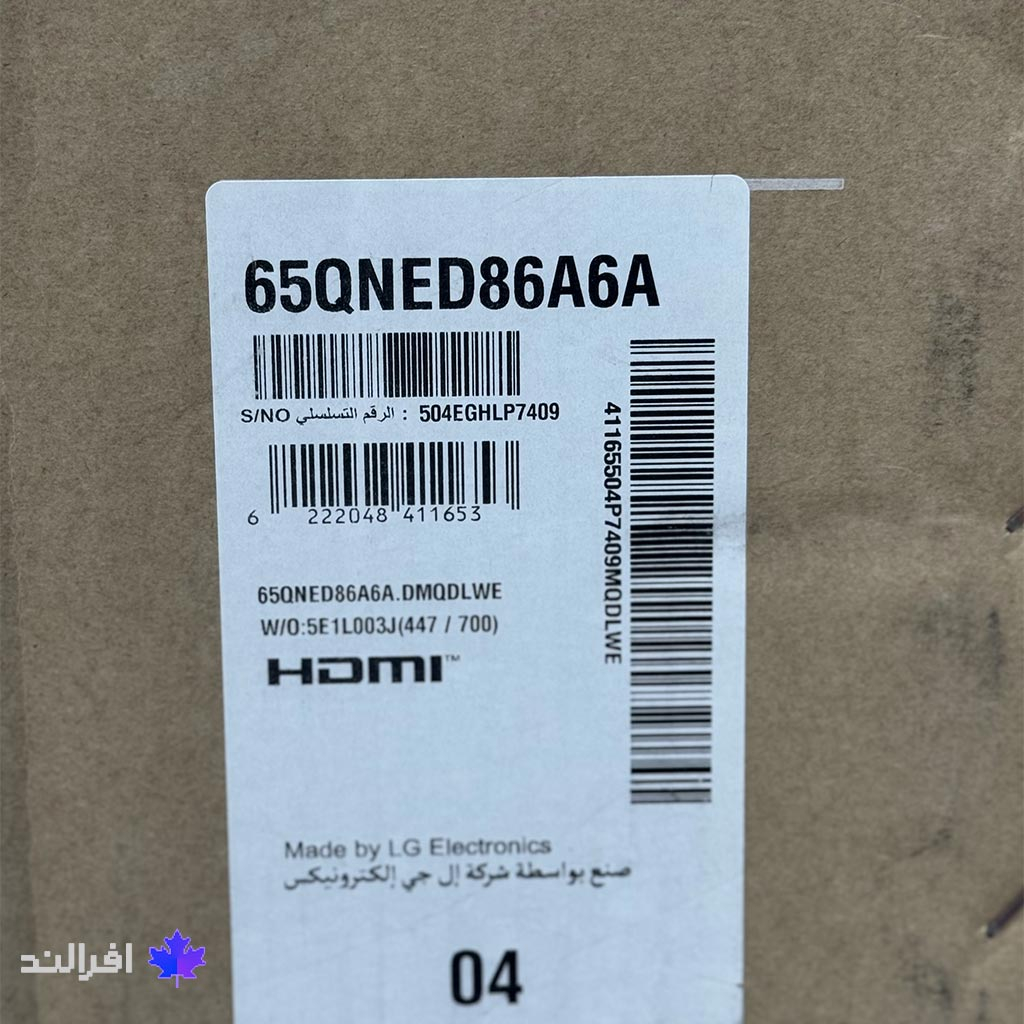 65QNED86A6A
S/NO الرقم التسلسلي : 504EGHLP7409
6 222048 411653
41165504P7409MQDLWE
65QNED86A6A.DMQDLWE
W/O:5E1L003J(447 / 700)
HDMI™
Made by LG Electronics
صنع بواسطة شركة إل جي إلكترونيكس
04
افرالند